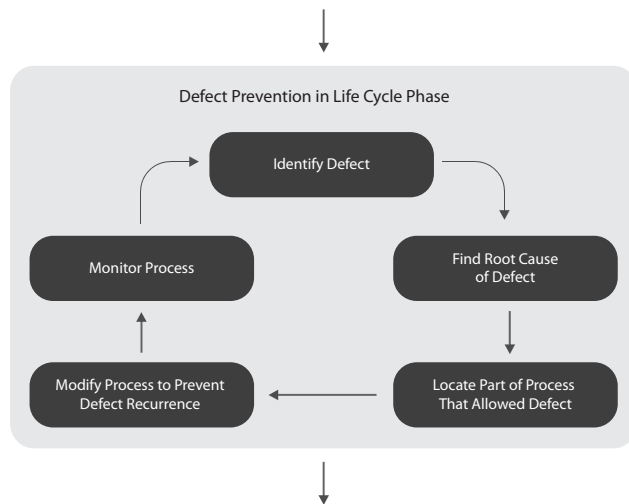 Defect Prevention in Life Cycle Phase
Identify Defect
Monitor Process
Find Root Cause
of Defect
Modify Process to Prevent
Defect Recurrence
Locate Part of Process
That Allowed Defect